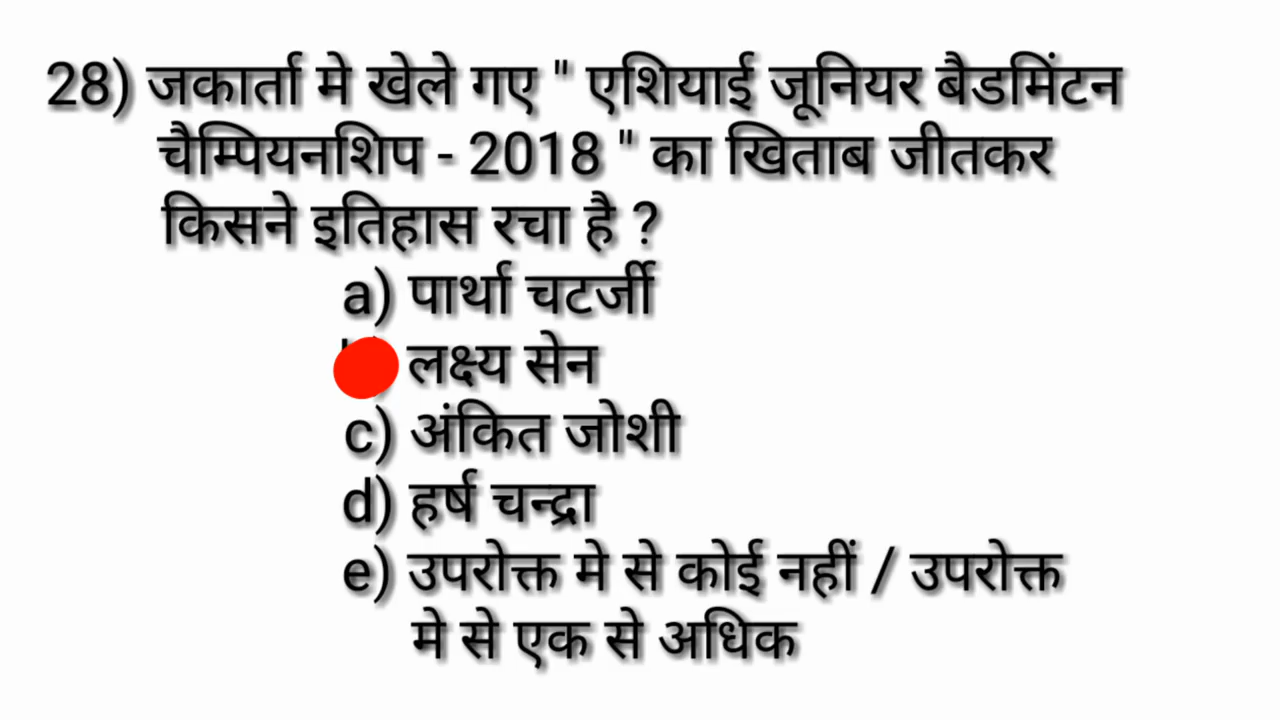 28) जकार्ता मे खेले गए " एशियाई जूनियर बैडमिंटन
चैम्पियनशिप - 2018 " का खिताब जीतकर
किसने इतिहास रचा है ?
a) पार्था चटर्जी
लक्ष्य सेन
c) अंकित जोशी
d) हर्ष चन्द्रा
e) उपरोक्त मे से कोई नहीं / उपरोक्त
मे से एक से अधिक